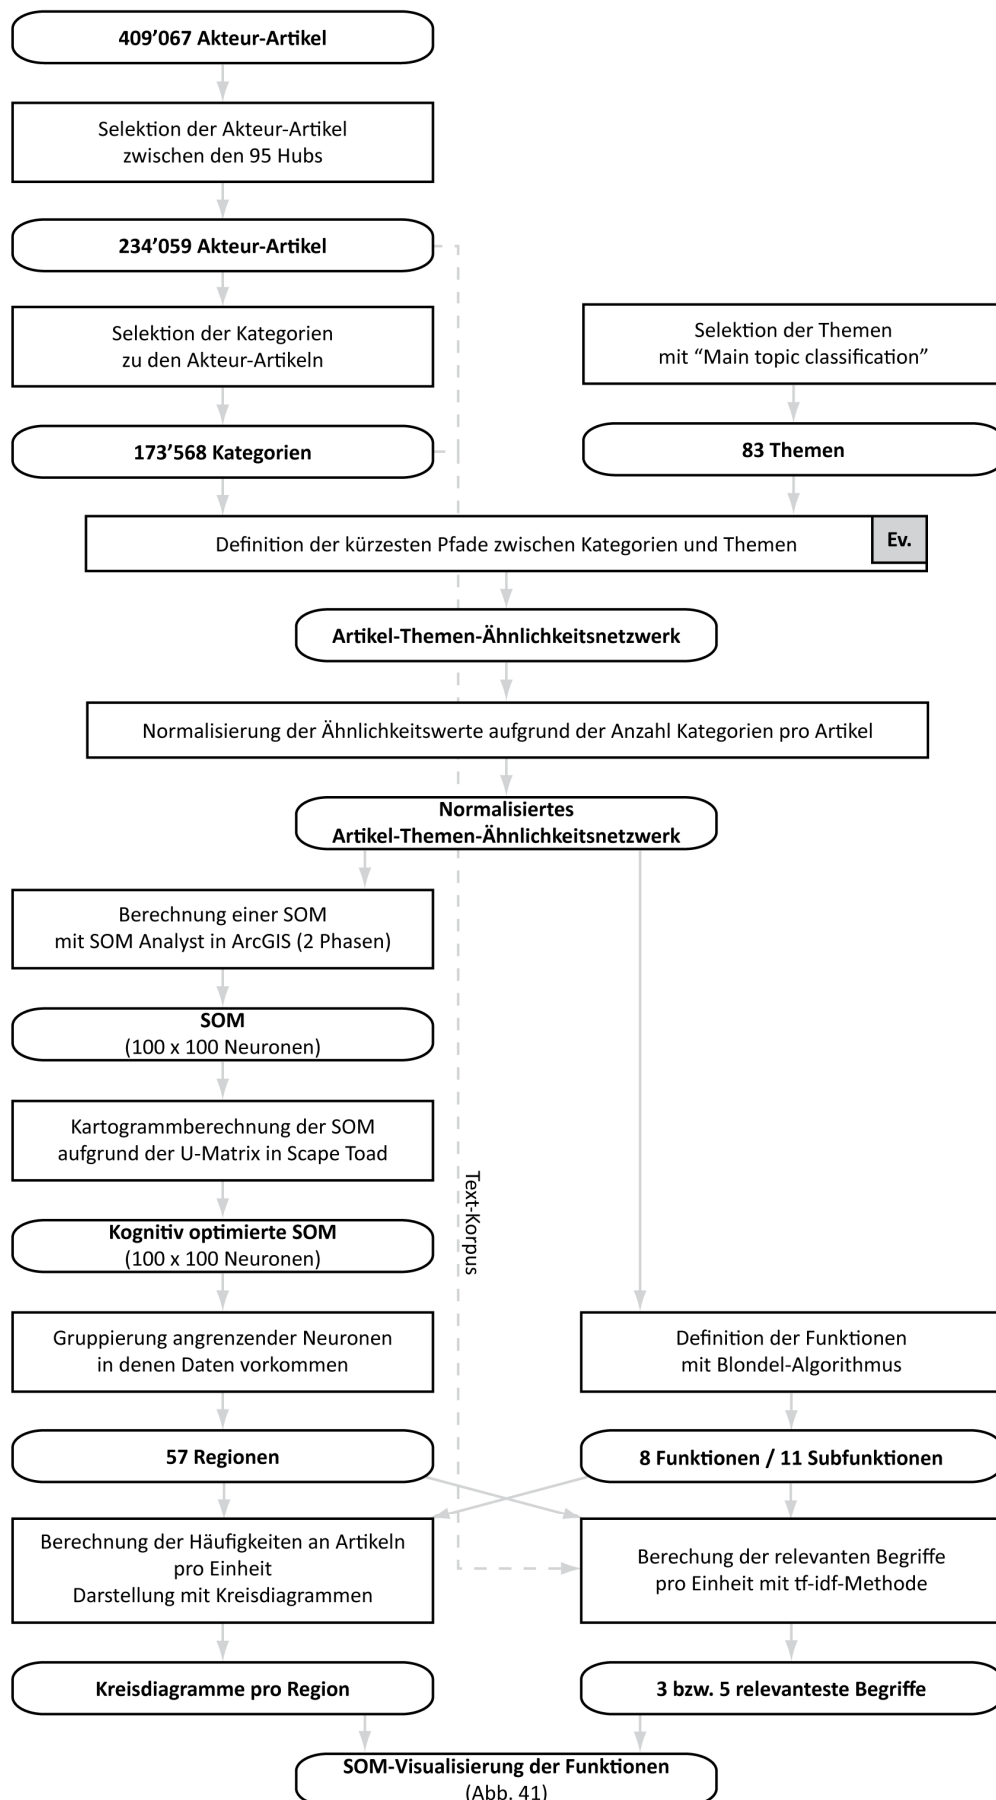 409’067 Akteur-Artikel
Selektion der Akteur-Artikel
zwischen den 95 Hubs
234’059 Akteur-Artikel
Selektion der Kategorien
zu den Akteur-Artikeln
Selektion der Themen
mit “Main topic classification”
173’568 Kategorien
83 Themen
Definition der kürzesten Pfade zwischen Kategorien und Themen
Ev.
Artikel-Themen-Ähnlichkeitsnetzwerk
Normalisierung der Ähnlichkeitswerte aufgrund der Anzahl Kategorien pro Artikel
Normalisiertes
Artikel-Themen-Ähnlichkeitsnetzwerk
Berechnung einer SOM
mit SOM Analyst in ArcGIS (2 Phasen)
SOM
(100 x 100 Neuronen)
Kartogrammberechnung der SOM
aufgrund der U-Matrix in Scape Toad
Text-Korpus
Kognitiv optimierte SOM
(100 x 100 Neuronen)
Gruppierung angrenzender Neuronen
in denen Daten vorkommen
Definition der Funktionen
mit Blondel-Algorithmus
57 Regionen
8 Funktionen / 11 Subfunktionen
Berechnung der Häufigkeiten an Artikeln
pro Einheit
Darstellung mit Kreisdiagrammen
Berechung der relevanten Begriffe
pro Einheit mit tf-idf-Methode
Kreisdiagramme pro Region
3 bzw. 5 relevanteste Begriffe
SOM-Visualisierung der Funktionen
(Abb. 41)